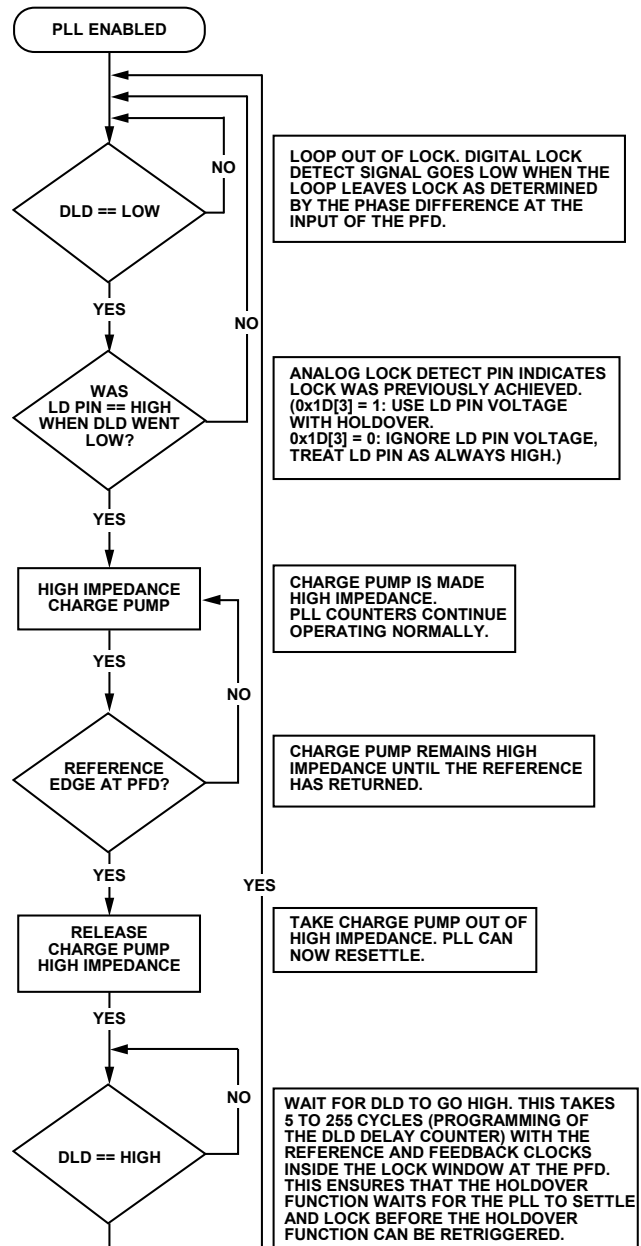 PLL ENABLED
NO
LOOP OUT OF LOCK. DIGITAL LOCK
DETECT SIGNAL GOES LOW WHEN THE
LOOP LEAVES LOCK AS DETERMINED
BY THE PHASE DIFFERENCE AT THE
INPUT OF THE PFD.
DLD == LOW
YES
NO
WAS
LD PIN == HIGH
WHEN DLD WENT
LOW?
ANALOG LOCK DETECT PIN INDICATES
LOCK WAS PREVIOUSLY ACHIEVED.
(0x1D[3] = 1: USE LD PIN VOLTAGE
WITH HOLDOVER.
0x1D[3] = 0: IGNORE LD PIN VOLTAGE,
TREAT LD PIN AS ALWAYS HIGH.)
YES
HIGH IMPEDANCE
CHARGE PUMP
CHARGE PUMP IS MADE
HIGH IMPEDANCE.
PLL COUNTERS CONTINUE
OPERATING NORMALLY.
YES
NO
REFERENCE
EDGE AT PFD?
CHARGE PUMP REMAINS HIGH
IMPEDANCE UNTIL THE REFERENCE
HAS RETURNED.
YES
YES
RELEASE
CHARGE PUMP
HIGH IMPEDANCE
TAKE CHARGE PUMP OUT OF
HIGH IMPEDANCE. PLL CAN
NOW RESETTLE.
YES
NO
DLD == HIGH
WAIT FOR DLD TO GO HIGH. THIS TAKES
5 TO 255 CYCLES (PROGRAMMING OF
THE DLD DELAY COUNTER) WITH THE
REFERENCE AND FEEDBACK CLOCKS
INSIDE THE LOCK WINDOW AT THE PFD.
THIS ENSURES THAT THE HOLDOVER
FUNCTION WAITS FOR THE PLL TO SETTLE
AND LOCK BEFORE THE HOLDOVER
FUNCTION CAN BE RETRIGGERED.